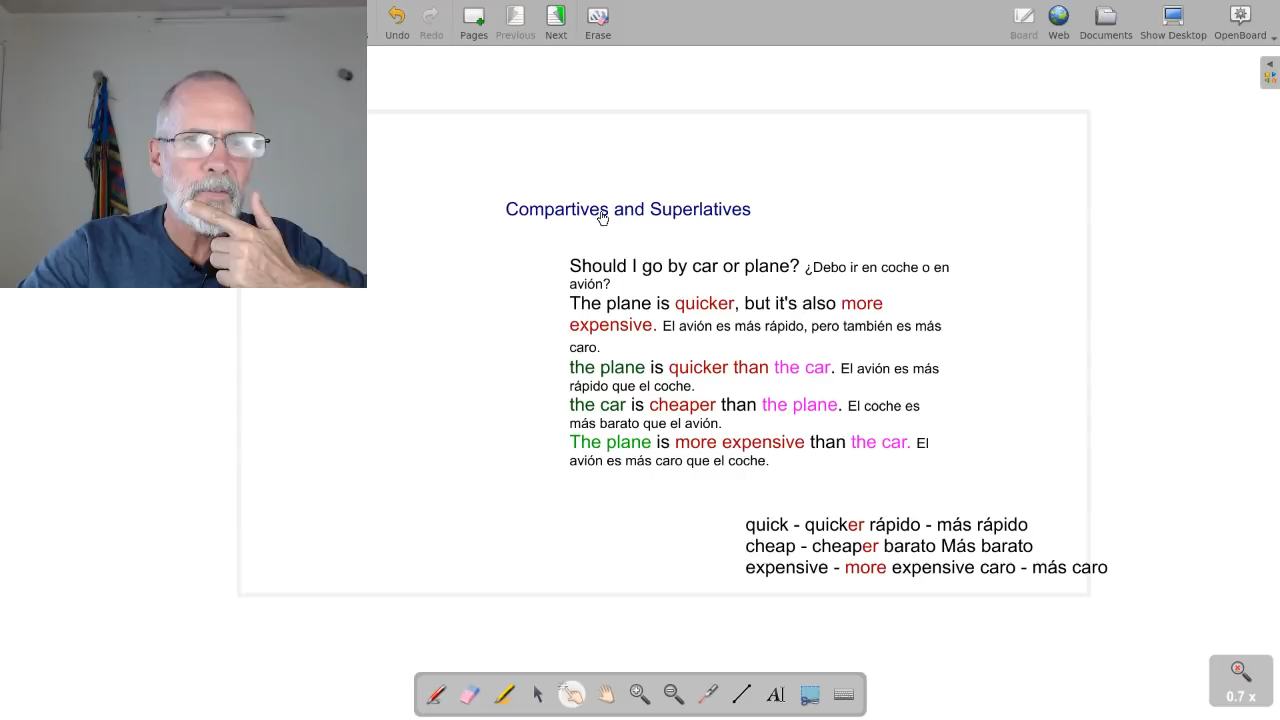 Undo Redo Pages Previous Next Erase Board Web Documents Show Desktop OpenBoard
Compartives and Superlatives
Should I go by car or plane? ¿Debo ir en coche o en
avión?
The plane is quicker, but it's also more
expensive. El avión es más rápido, pero también es más
caro.
the plane is quicker than the car. El avión es más
rápido que el coche.
the car is cheaper than the plane. El coche es
más barato que el avión.
The plane is more expensive than the car. El
avión es más caro que el coche.
quick - quicker rápido - más rápido
cheap - cheaper barato Más barato
expensive - more expensive caro - más caro
0.7 x